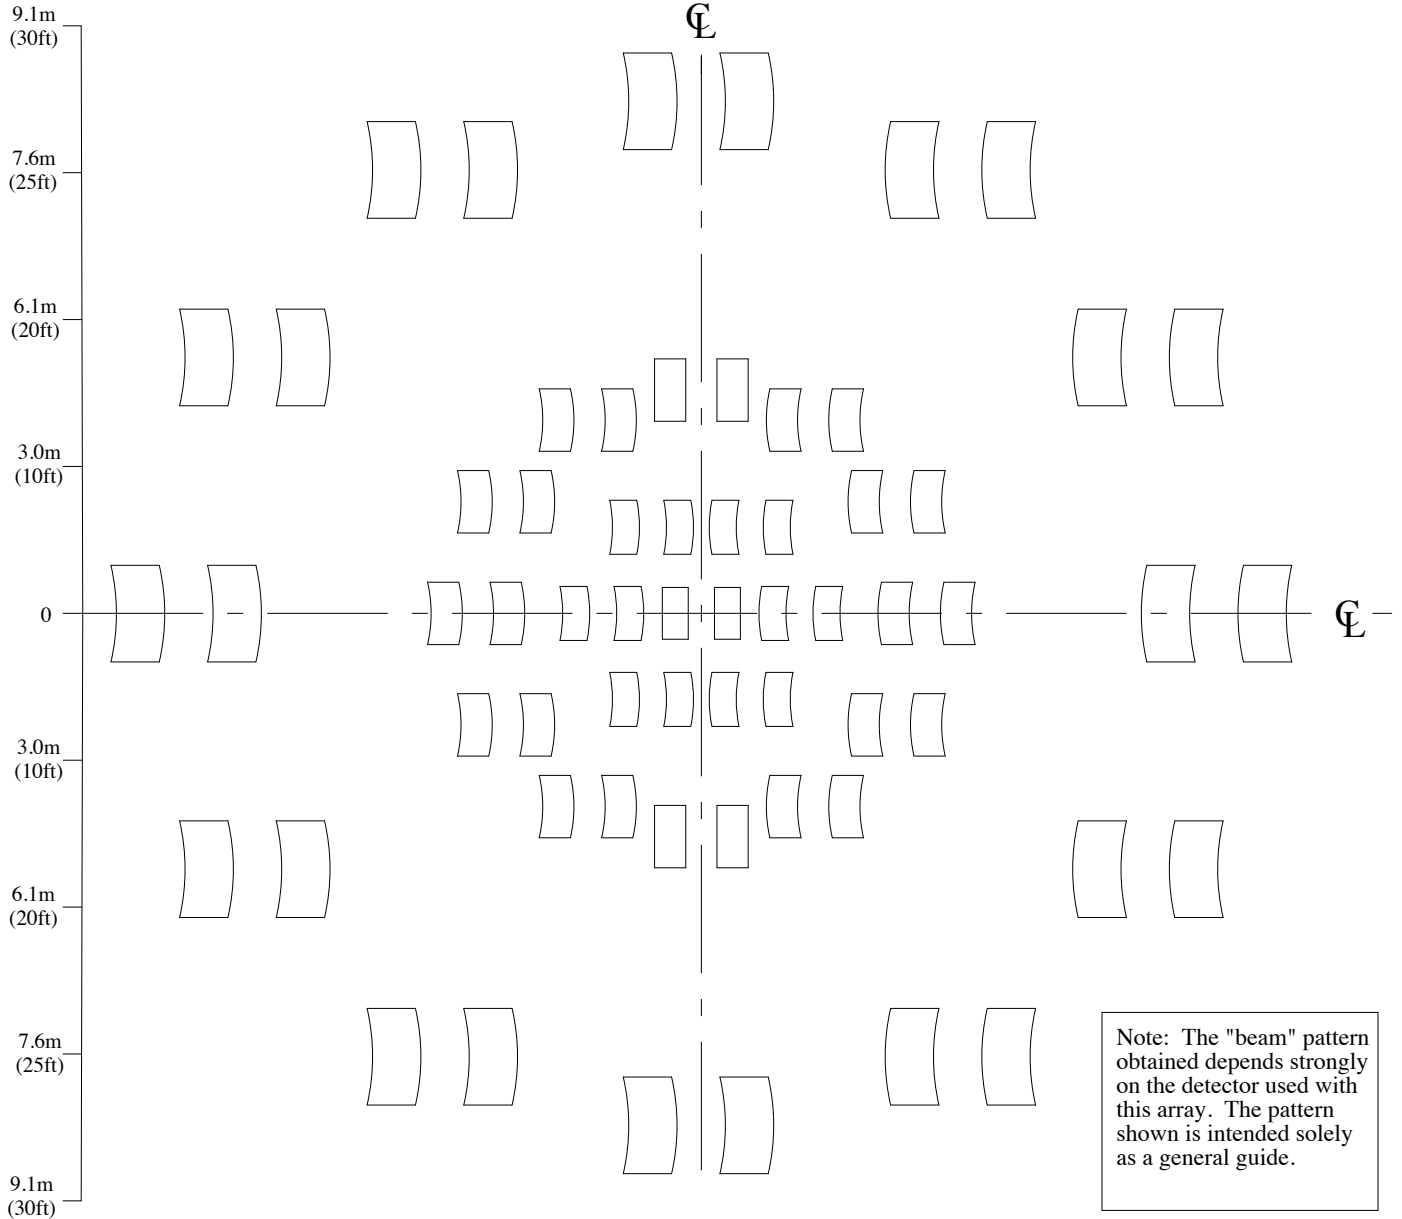 9.1m
(30ft)
℄
7.6m
(25ft)
6.1m
(20ft)
3.0m
(10ft)
0
℄
3.0m
(10ft)
6.1m
(20ft)
7.6m
(25ft)
9.1m
(30ft)
Note: The "beam" pattern
obtained depends strongly
on the detector used with
this array. The pattern
shown is intended solely
as a general guide.